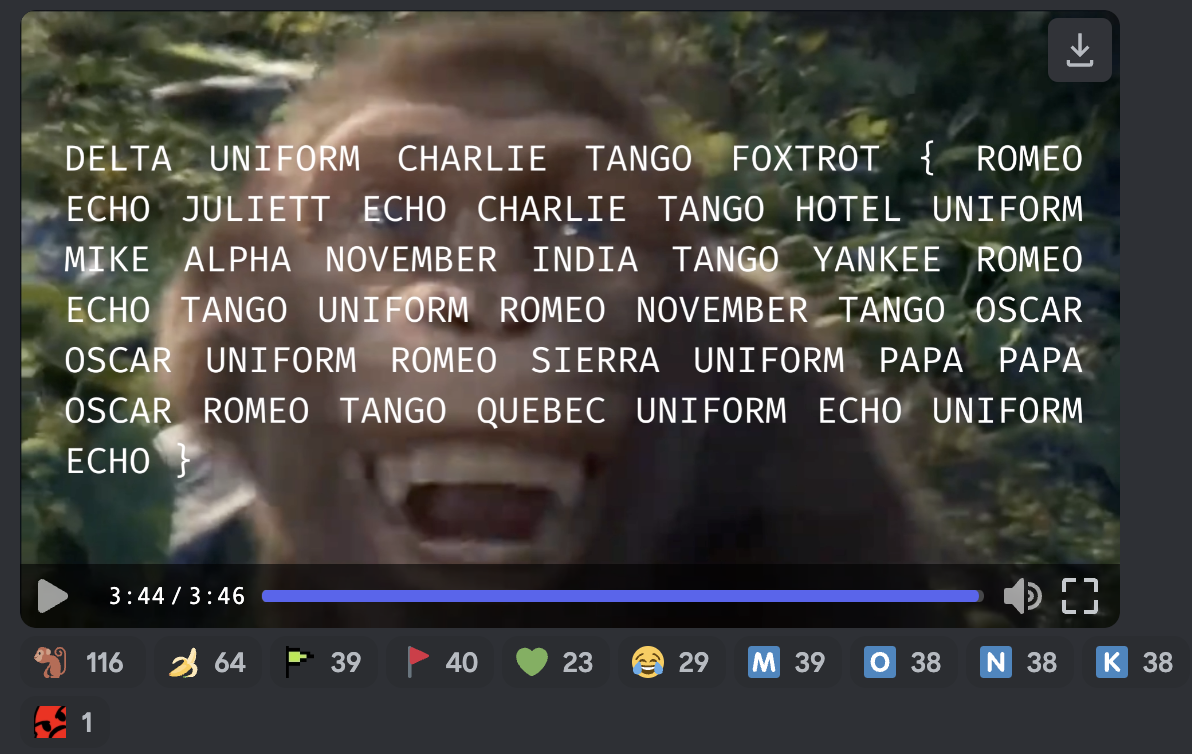 DELTA UNIFORM CHARLIE TANGO FOXTROT { ROMEO
ECHO JULIETT ECHO CHARLIE TANGO HOTEL UNIFORM
MIKE ALPHA NOVEMBER INDIA TANGO YANKEE ROMEO
ECHO TANGO UNIFORM ROMEO NOVEMBER TANGO OSCAR
OSCAR UNIFORM ROMEO SIERRA UNIFORM PAPA PAPA
OSCAR ROMEO TANGO QUEBEC UNIFORM ECHO UNIFORM
ECHO }
3:44/3:46
116 64 39 40 23 29 M 39 O 38 N 38 K 38
1